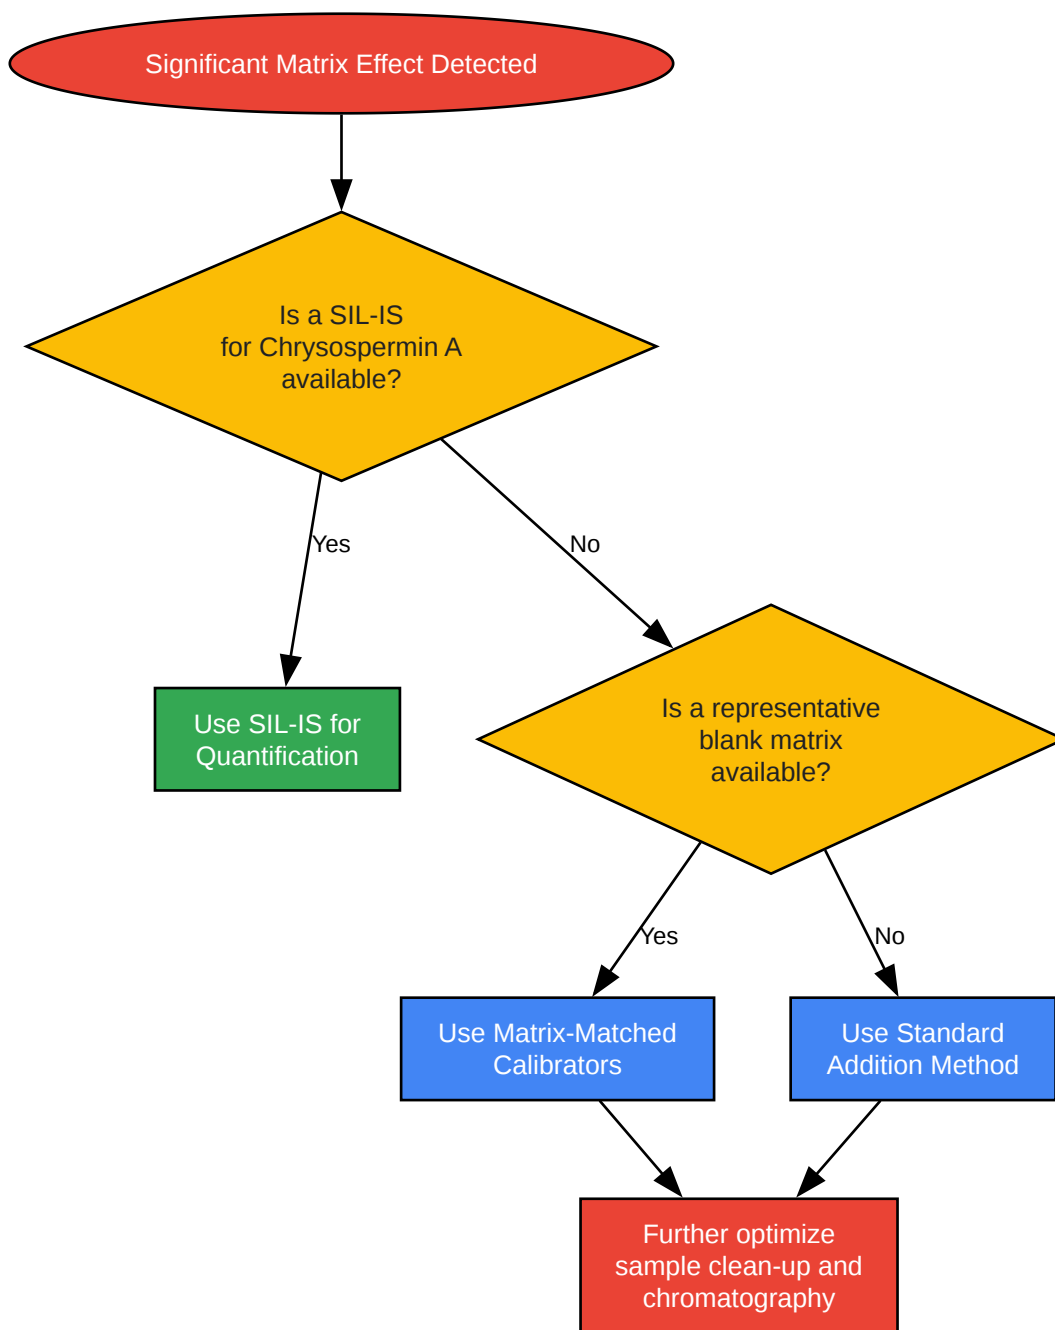 Significant Matrix Effect Detected
Is a SIL-IS
for Chrysospermin A
available?
Yes
No
Use SIL-IS for
Quantification
Is a representative
blank matrix
available?
Yes
No
Use Matrix-Matched
Calibrators
Use Standard
Addition Method
Further optimize
sample clean-up and
chromatography